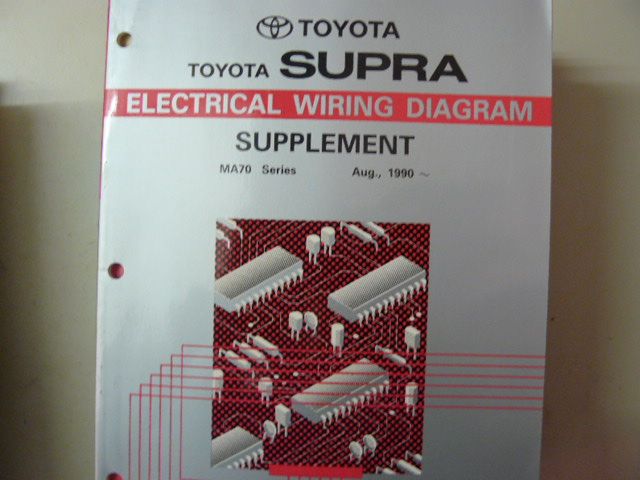 TOYOTA
TOYOTA SUPRA
ELECTRICAL WIRING DIAGRAM
SUPPLEMENT
MA70 Series Aug., 1990 ~